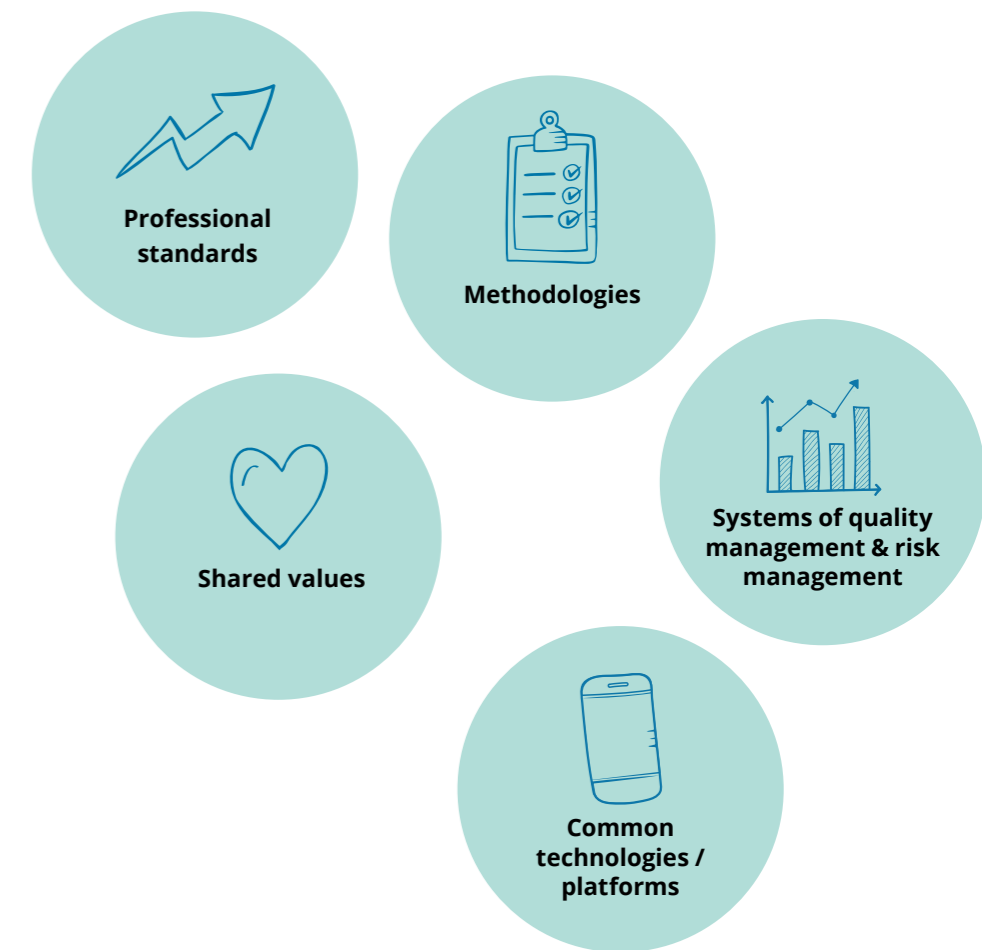 Professional
standards
Methodologies
Systems of quality
management & risk
management
Shared values
Common
technologies /
platforms